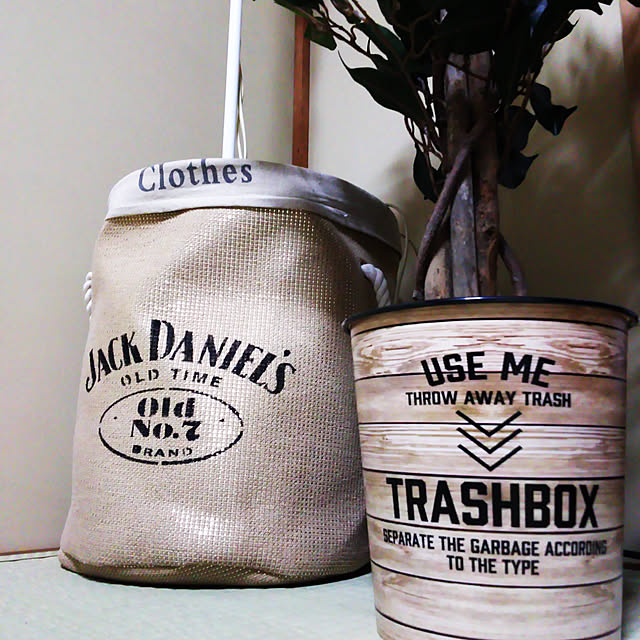 Clothes
JACK DANIEL'S
OLD TIME
Old
No.7
BRAND
USE ME
THROW AWAY TRASH
TRASHBOX
SEPARATE THE GARBAGE ACCORDING
TO THE TYPE